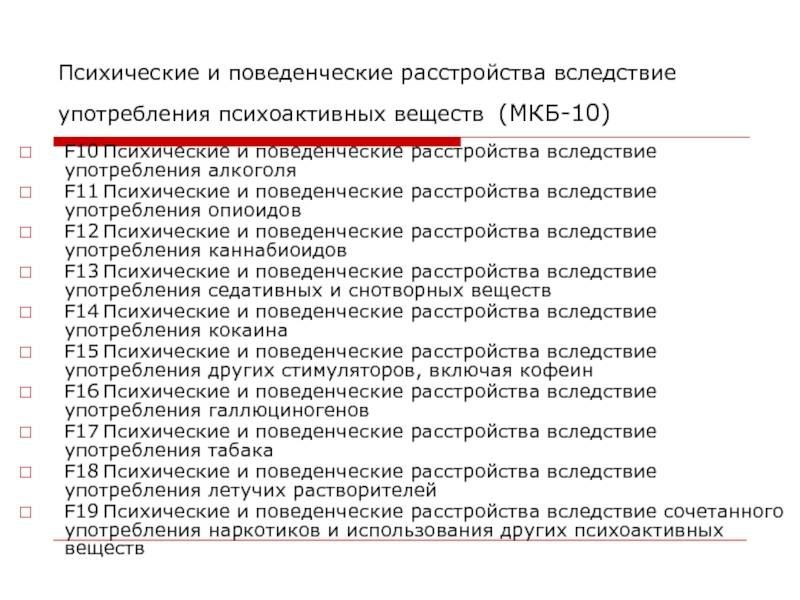 Психические и поведенческие расстройства вследствие
употребления психоактивных веществ (МКБ-10)
F10 Психические и поведенческие расстройства вследствие
употребления алкоголя
F11 Психические и поведенческие расстройства вследствие
употребления опиоидов
F12 Психические и поведенческие расстройства вследствие
употребления каннабиоидов
F13 Психические и поведенческие расстройства вследствие
употребления седативных и снотворных веществ
F14 Психические и поведенческие расстройства вследствие
употребления кокаина
F15 Психические и поведенческие расстройства вследствие
употребления других стимуляторов, включая кофеин
F16 Психические и поведенческие расстройства вследствие
употребления галлюциногенов
F17 Психические и поведенческие расстройства вследствие
употребления табака
F18 Психические и поведенческие расстройства вследствие
употребления летучих растворителей
F19 Психические и поведенческие расстройства вследствие сочетанного
употребления наркотиков и использования других психоактивных
веществ